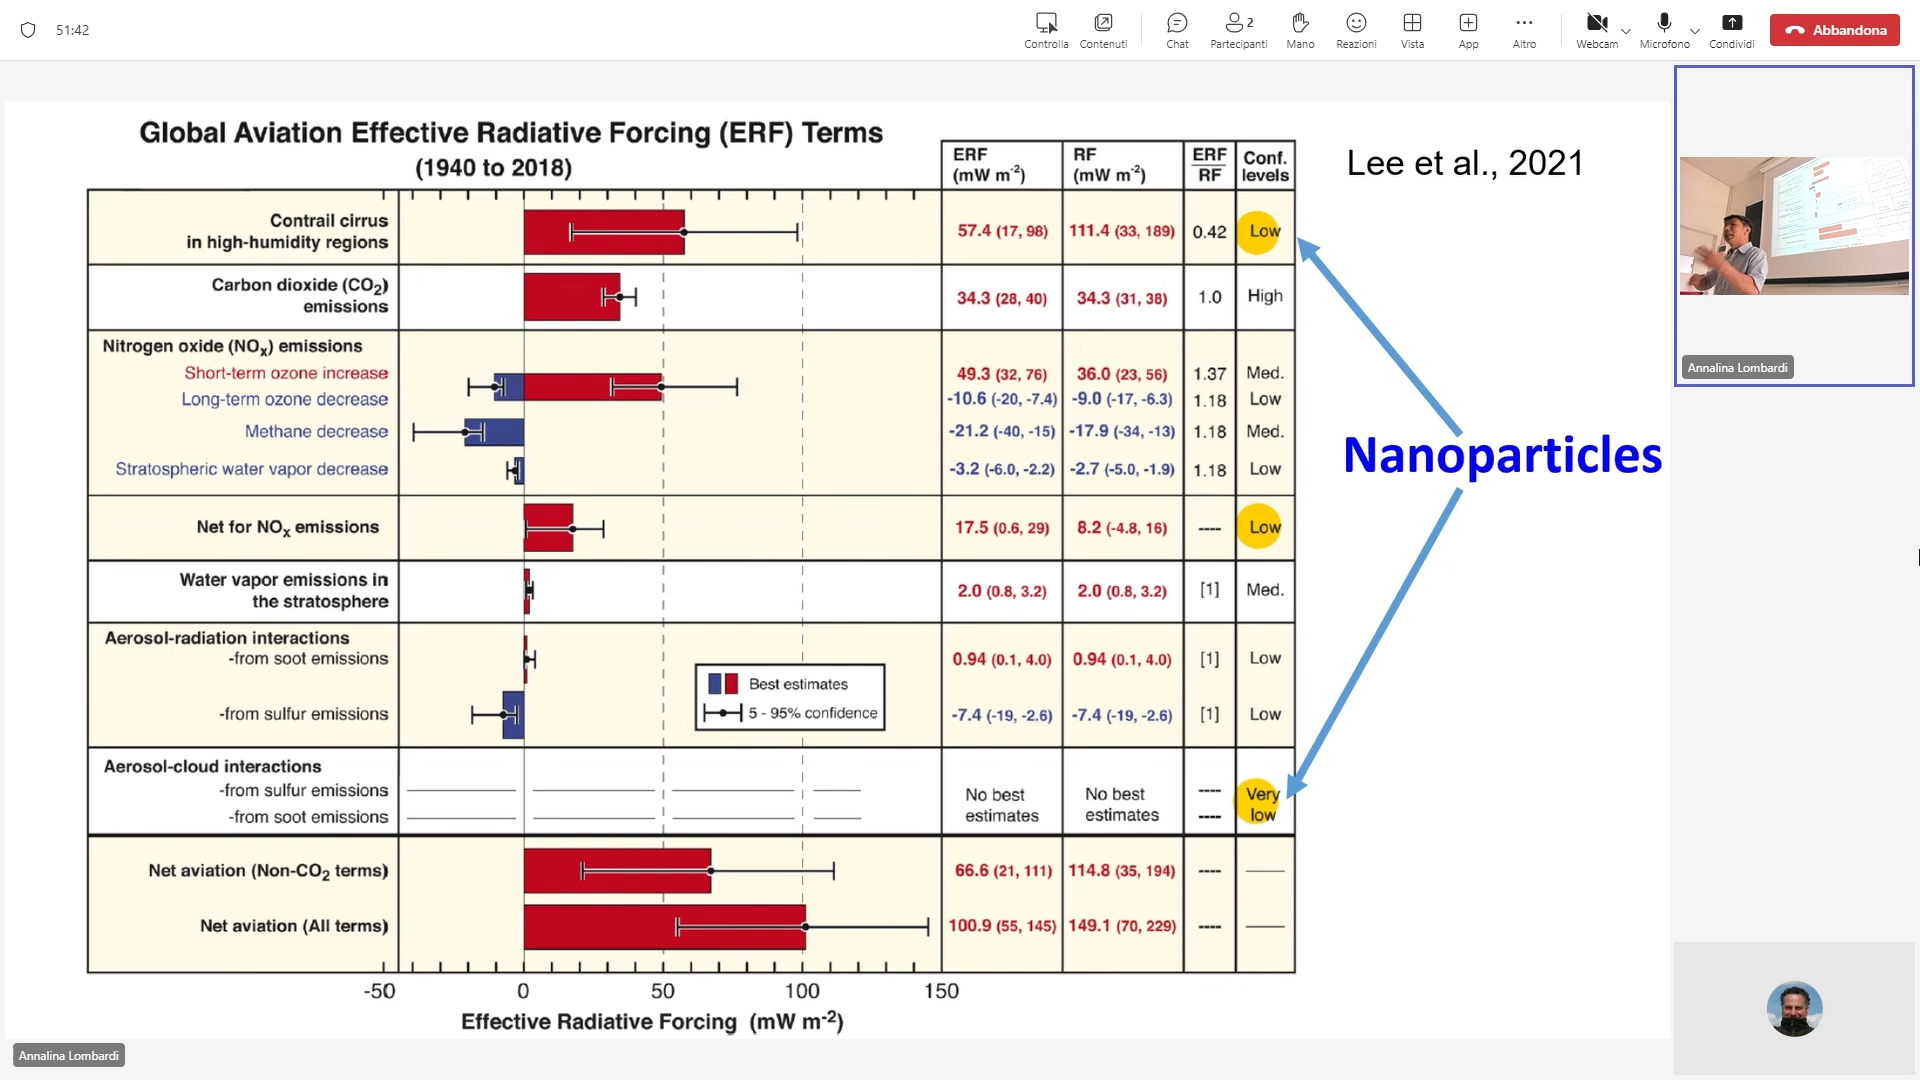 51:42
Controlla
Contenuti
Chat
2
Partecipanti
Mano
Reazioni
Vista
App
Altro
Webcam
Microfono
Condividi
Abbandona
Global Aviation Effective Radiative Forcing (ERF) Terms
(1940 to 2018)
ERF (mW m-2)
RF (mW m-2)
ERF RF
Conf. levels
Lee et al., 2021
Contrail cirrus
in high-humidity regions
57.4 (17, 98) 111.4 (33, 189) 0.42 Low
Carbon dioxide (CO2)
emissions
34.3 (28, 40) 34.3 (31, 38) 1.0 High
Nitrogen oxide (NOx) emissions
Short-term ozone increase 49.3 (32, 76) 36.0 (23, 56) 1.37 Med.
Long-term ozone decrease -10.6 (-20, -7.4) -9.0 (-17, -6.3) 1.18 Low
Methane decrease -21.2 (-40, -15) -17.9 (-34, -13) 1.18 Med.
Stratospheric water vapor decrease -3.2 (-6.0, -2.2) -2.7 (-5.0, -1.9) 1.18 Low
Net for NOx emissions 17.5 (0.6, 29) 8.2 (-4.8, 16) ---- Low
Water vapor emissions in
the stratosphere
2.0 (0.8, 3.2) 2.0 (0.8, 3.2) [1] Med.
Aerosol-radiation interactions
-from soot emissions 0.94 (0.1, 4.0) 0.94 (0.1, 4.0) [1] Low
-from sulfur emissions -7.4 (-19, -2.6) -7.4 (-19, -2.6) [1] Low
Best estimates
5 - 95% confidence
Aerosol-cloud interactions
-from sulfur emissions
-from soot emissions
No best
estimates
No best
estimates
----
----
Very
low
Net aviation (Non-CO2 terms) 66.6 (21, 111) 114.8 (35, 194) ----
Net aviation (All terms) 100.9 (55, 145) 149.1 (70, 229) ----
-50 0 50 100 150
Effective Radiative Forcing (mW m-2)
Nanoparticles
Annalina Lombardi
Annalina Lombardi